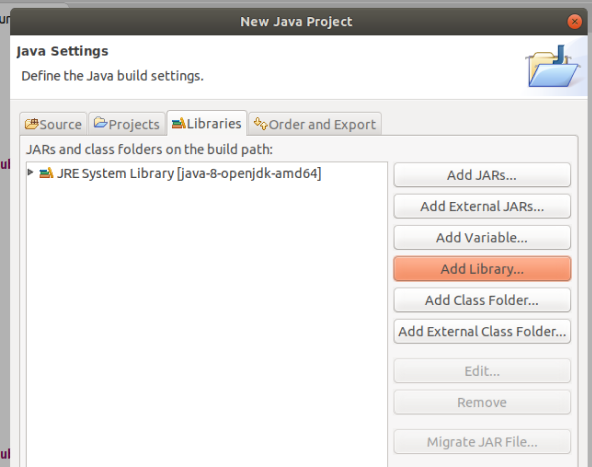 New Java Project
Java Settings
Define the Java build settings.
Source Projects Libraries Order and Export
JARs and class folders on the build path:
JRE System Library [java-8-openjdk-amd64]
Add JARs...
Add External JARs...
Add Variable...
Add Library...
Add Class Folder...
Add External Class Folder...
Edit...
Remove
Migrate JAR File...